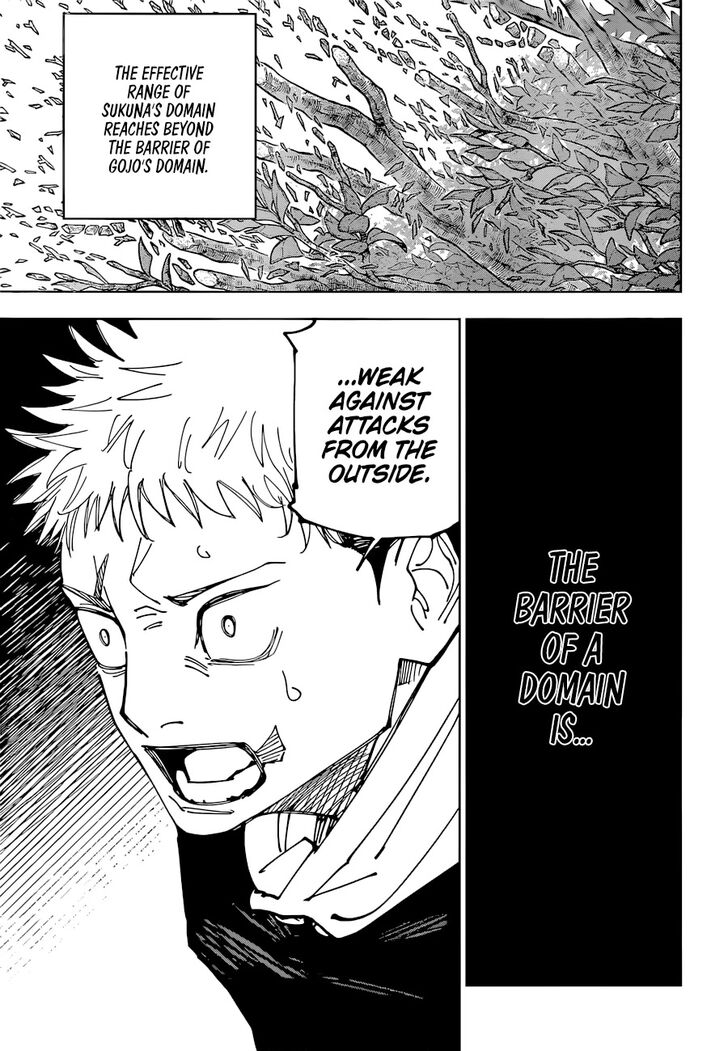 THE EFFECTIVE
RANGE OF
SUKUNA'S DOMAIN
REACHES BEYOND
THE BARRIER OF
GOJO'S DOMAIN.
THE
BARRIER
OF A
DOMAIN
IS...
...WEAK
AGAINST
ATTACKS
FROM THE
OUTSIDE.